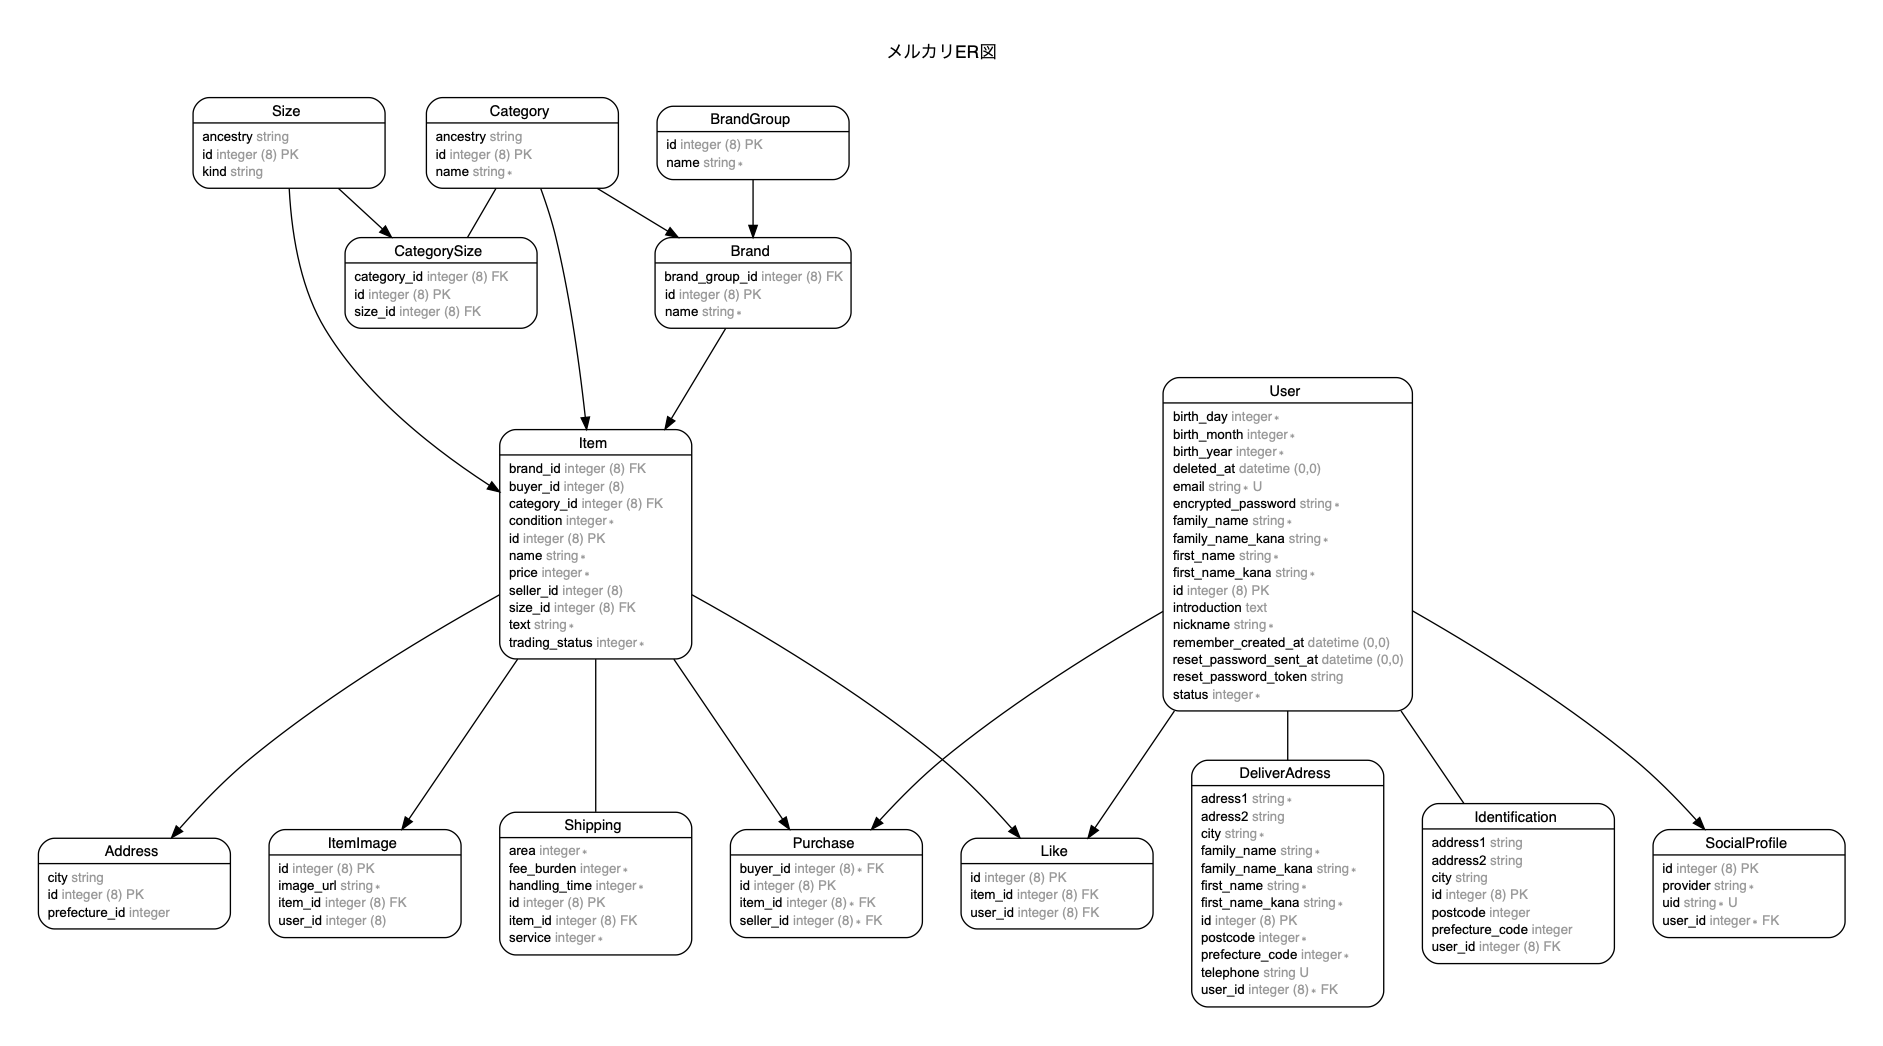 メルカリER図
Size
ancestry string
id integer (8) PK
kind string
Category
ancestry string
id integer (8) PK
name string *
BrandGroup
id integer (8) PK
name string *
CategorySize
category_id integer (8) FK
id integer (8) PK
size_id integer (8) FK
Brand
brand_group_id integer (8) FK
id integer (8) PK
name string *
Item
brand_id integer (8) FK
buyer_id integer (8)
category_id integer (8) FK
condition integer *
id integer (8) PK
name string *
price integer *
seller_id integer (8)
size_id integer (8) FK
text string *
trading_status integer *
User
birth_day integer *
birth_month integer *
birth_year integer *
deleted_at datetime (0,0)
email string * U
encrypted_password string *
family_name string *
family_name_kana string *
first_name string *
first_name_kana string *
id integer (8) PK
introduction text
nickname string *
remember_created_at datetime (0,0)
reset_password_sent_at datetime (0,0)
reset_password_token string
status integer *
Address
city string
id integer (8) PK
prefecture_id integer
ItemImage
id integer (8) PK
image_url string *
item_id integer (8) FK
user_id integer (8)
Shipping
area integer *
fee_burden integer *
handling_time integer *
id integer (8) PK
item_id integer (8) FK
service integer *
Purchase
buyer_id integer (8) * FK
id integer (8) PK
item_id integer (8) * FK
seller_id integer (8) * FK
Like
id integer (8) PK
item_id integer (8) FK
user_id integer (8) FK
DeliverAdress
adress1 string *
adress2 string
city string *
family_name string *
family_name_kana string *
first_name string *
first_name_kana string *
id integer (8) PK
postcode integer *
prefecture_code integer *
telephone string U
user_id integer (8) * FK
Identification
address1 string
address2 string
city string
id integer (8) PK
postcode integer
prefecture_code integer
user_id integer (8) FK
SocialProfile
id integer (8) PK
provider string *
uid string * U
user_id integer * FK